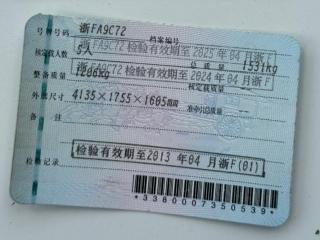 号牌号码 浙FA9C72 档案编号
浙FA9C72 检验有效期至2025年04月浙F
核定载人数 5人 1531Kg
浙FA9C72 检验有效期至2024年04月浙F
整备质量 1206Kg 核定载质量
外廓尺寸 4135×1755×1605mm 准牵引总质量
备 注
检验有效期至2013 年04 月浙F(01)
检验记录
*3380007350539*